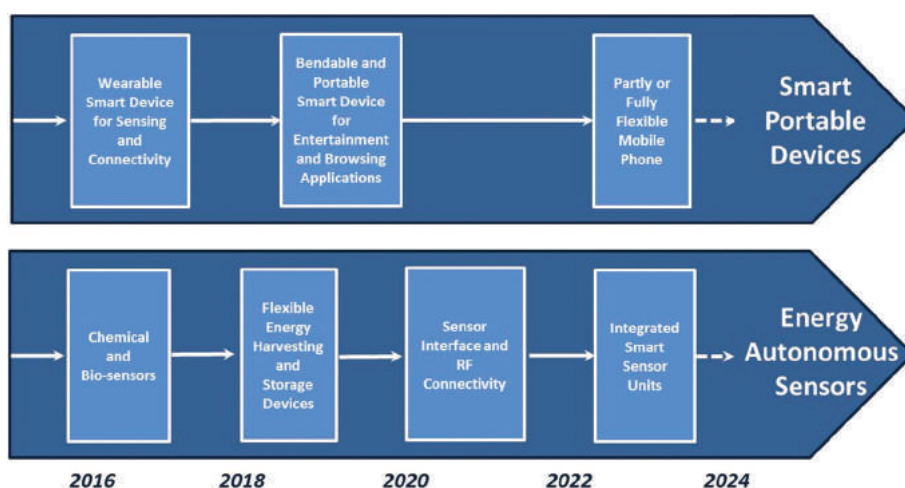 Wearable
Smart Device
for Sensing
and
Connectivity
Bendable and
Portable
Smart Device
for
Entertainment
and Browsing
Applications
Partly or
Fully
Flexible
Mobile
Phone
Smart
Portable
Devices
Chemical
and
Bio-sensors
Flexible
Energy
Harvesting
and
Storage
Devices
Sensor
Interface and
RF
Connectivity
Integrated
Smart
Sensor
Units
Energy
Autonomous
Sensors
2016
2018
2020
2022
2024